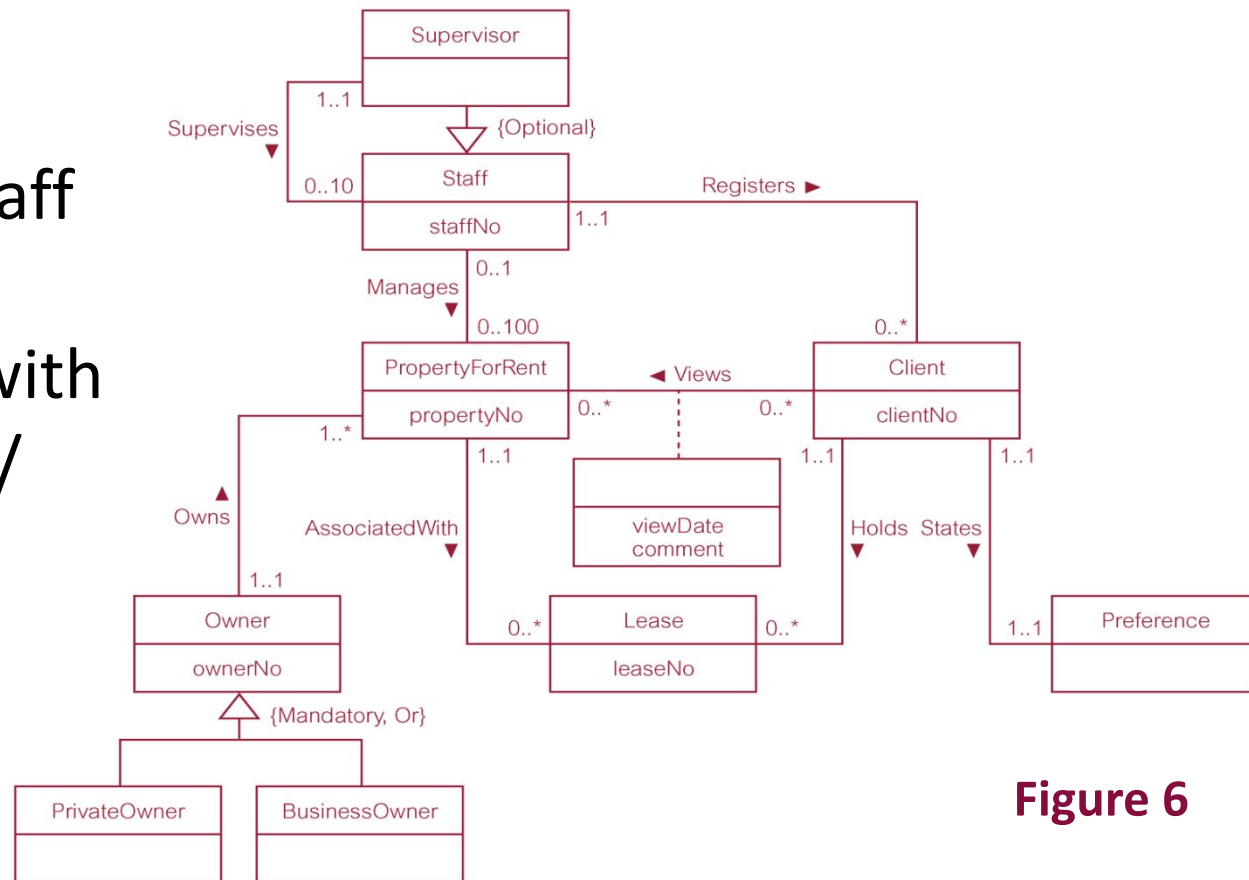 Supervisor
1..1
Supervises ▼
{Optional}
aff
0..10
Staff
Registers ►
staffNo
1..1
0..1
Manages ▼
0..100
0..*
with
PropertyForRent
◄ Views
Client
propertyNo
0..*
0..*
clientNo
1..*
/
1..1
1..1
1..1
▲ Owns
AssociatedWith ▼
viewDate
comment
Holds ▼
States ▼
1..1
Owner
0..*
Lease
0..*
1..1
Preference
ownerNo
leaseNo
{Mandatory, Or}
PrivateOwner
BusinessOwner
Figure 6